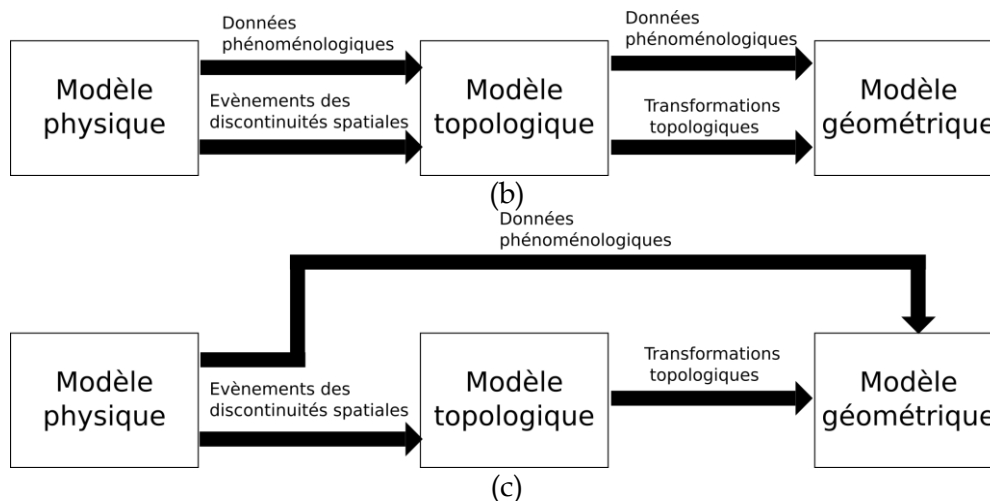 Données
phénoménologiques
Données
phénoménologiques
Modèle
physique
Evènements des
discontinuités spatiales
Modèle
topologique
Transformations
topologiques
Modèle
géométrique
(b)
Données
phénoménologiques
Modèle
physique
Evènements des
discontinuités spatiales
Modèle
topologique
Transformations
topologiques
Modèle
géométrique
(c)